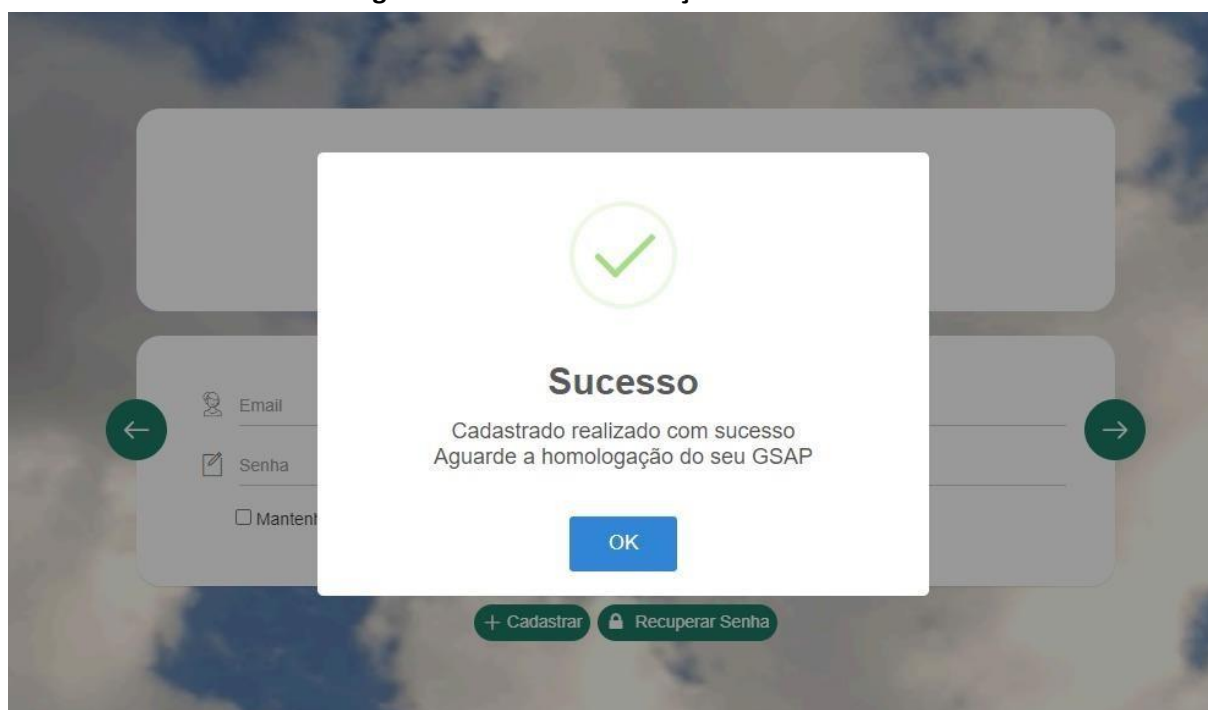 Sucesso
Cadastrado realizado com sucesso
Aguarde a homologação do seu GSAP
Email
Senha
OK
+ Cadastrar
Recuperar Senha